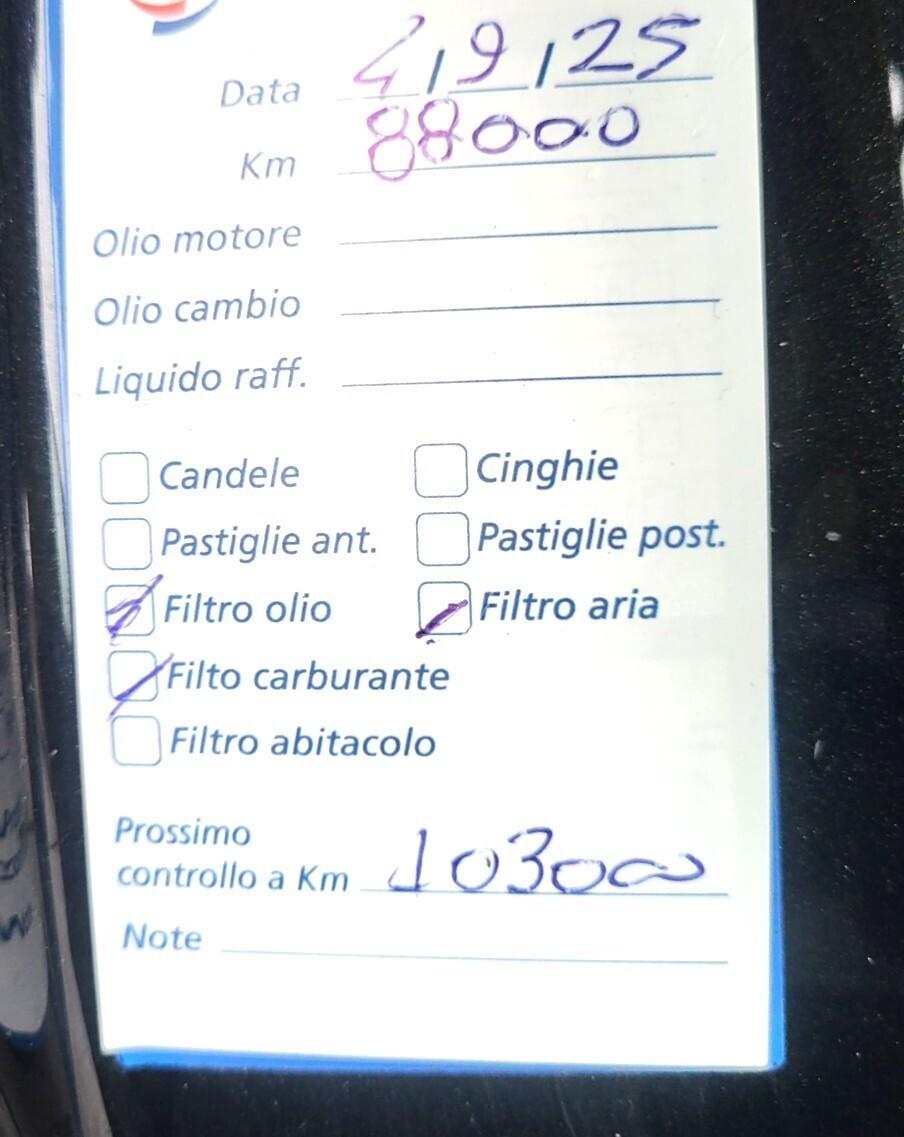 Data 4/9/25
Km 88000
Olio motore
Olio cambio
Liquido raff.
Candele Cinghie
Pastiglie ant. Pastiglie post.
Filtro olio Filtro aria
Filto carburante
Filtro abitacolo
Prossimo
controllo a Km 103000
Note